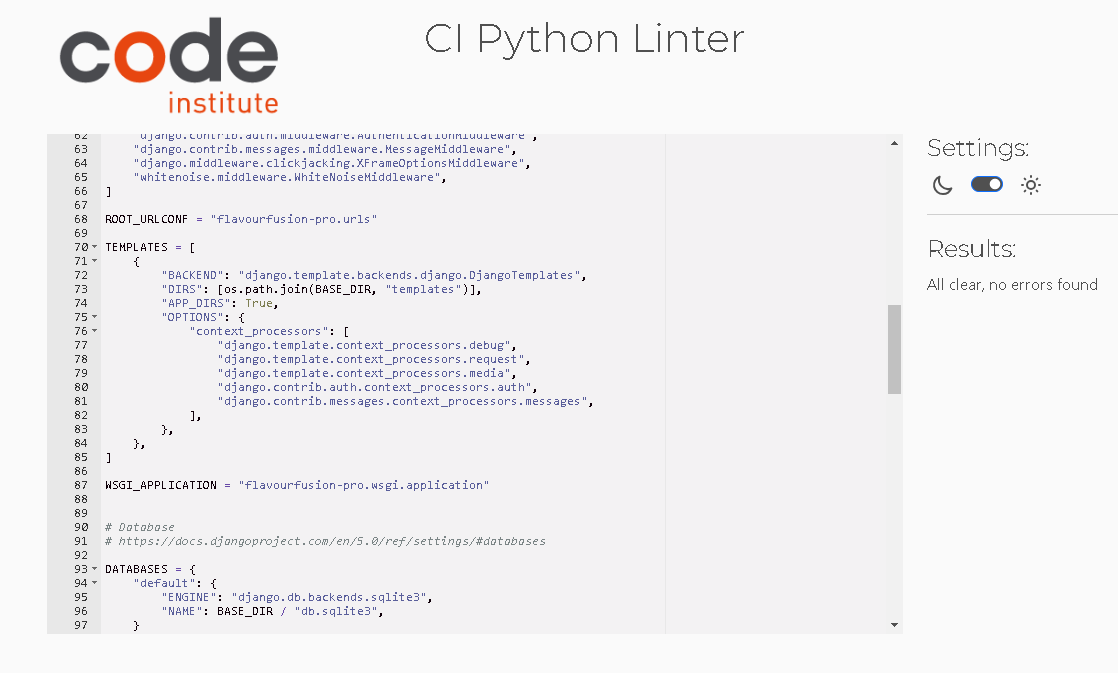 code
institute
CI Python Linter
62 "django.contrib.auth.middleware.AuthenticationMiddleware",
63 "django.contrib.messages.middleware.MessageMiddleware",
64 "django.middleware.clickjacking.XFrameOptionsMiddleware",
65 "whitenoise.middleware.WhiteNoiseMiddleware",
66 ]
67
68 ROOT_URLCONF = "flavourfusion-pro.urls"
69
70 TEMPLATES = [
71 {
72 "BACKEND": "django.template.backends.django.DjangoTemplates",
73 "DIRS": [os.path.join(BASE_DIR, "templates")],
74 "APP_DIRS": True,
75 "OPTIONS": {
76 "context_processors": [
77 "django.template.context_processors.debug",
78 "django.template.context_processors.request",
79 "django.template.context_processors.media",
80 "django.contrib.auth.context_processors.auth",
81 "django.contrib.messages.context_processors.messages",
82 ],
83 },
84 },
85 ]
86
87 WSGI_APPLICATION = "flavourfusion-pro.wsgi.application"
88
89
90 # Database
91 # https://docs.djangoproject.com/en/5.0/ref/settings/#databases
92
93 DATABASES = {
94 "default": {
95 "ENGINE": "django.db.backends.sqlite3",
96 "NAME": BASE_DIR / "db.sqlite3",
97 }
Settings:
Results:
All clear, no errors found